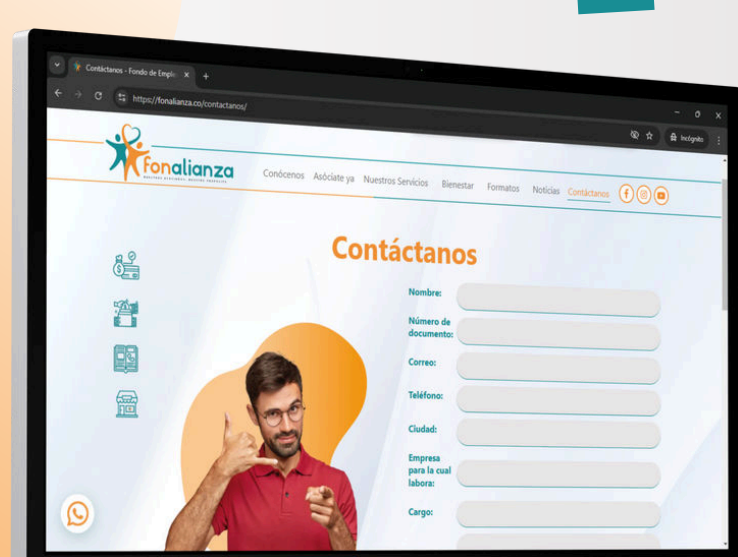 Contáctanos - Fondo de Emple
https://fonalianza.co/contactanos/
Incógnito
fonalianza
Conócenos Asóciate ya Nuestros Servicios Bienestar Formatos Noticias Contáctanos
Contáctanos
Nombre:
Número de
documento:
Correo:
Teléfono:
Ciudad:
Empresa
para la cual
labora:
Cargo: